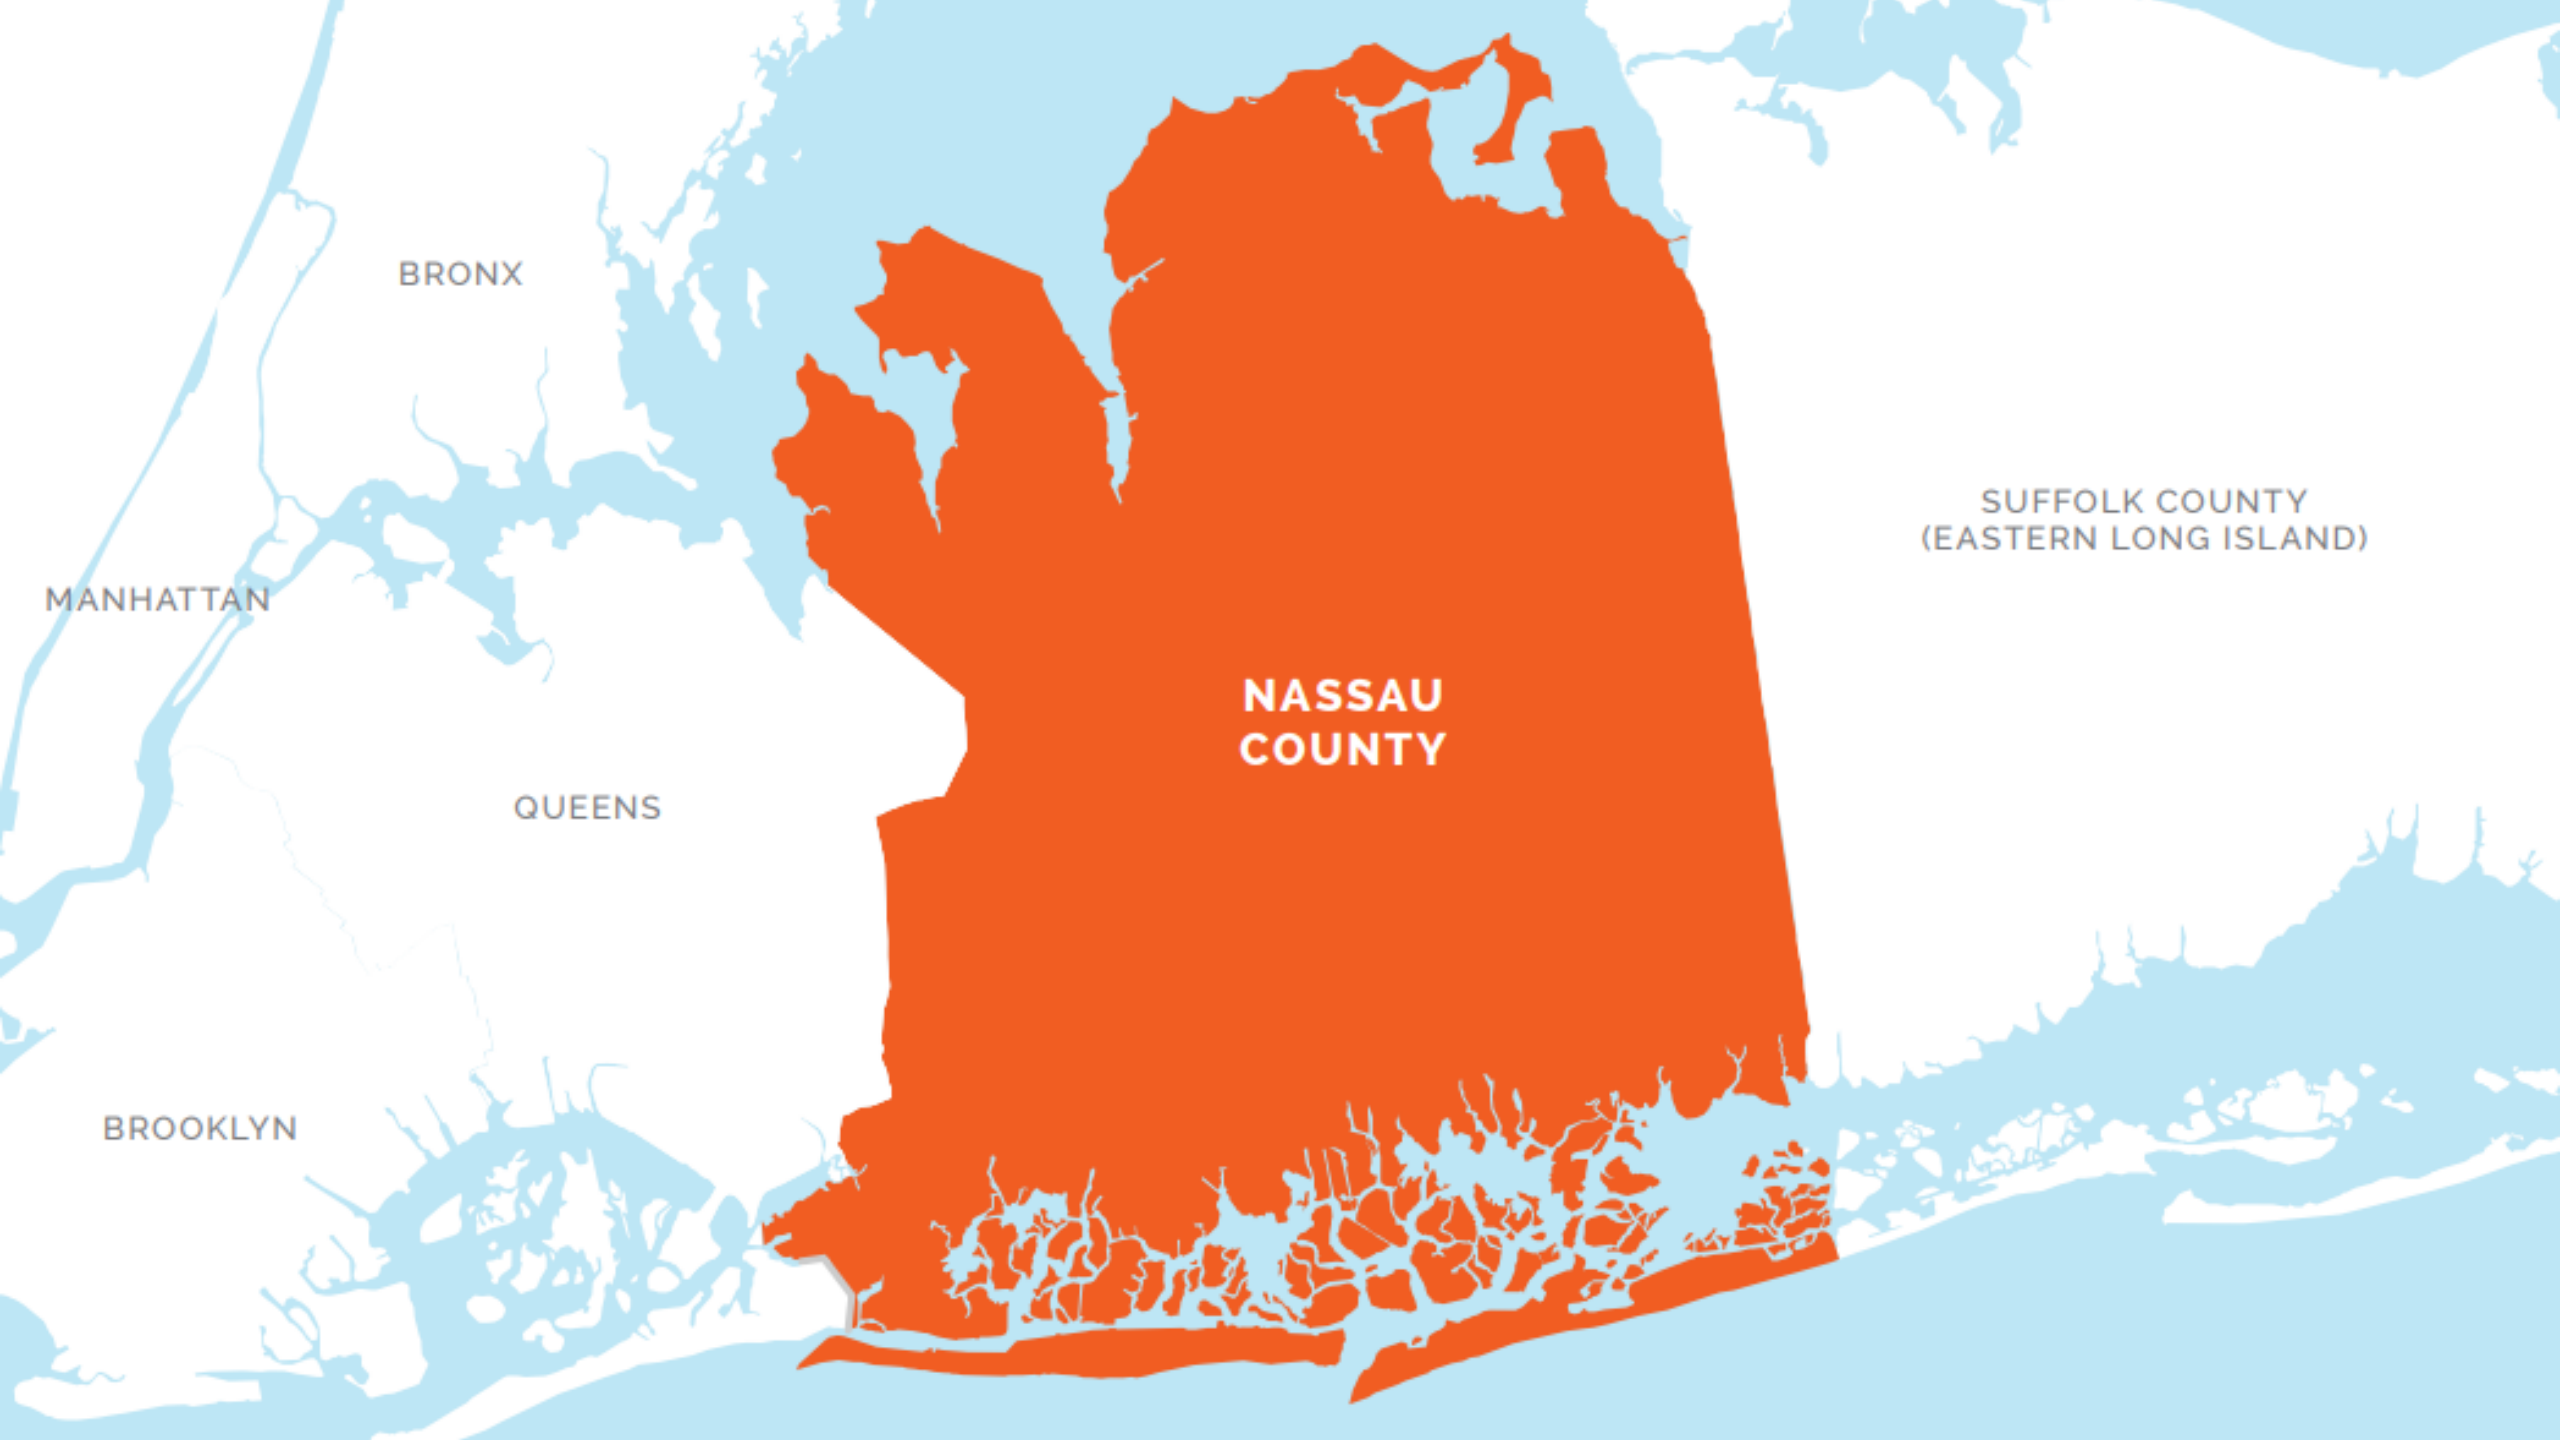 BRONX
SUFFOLK COUNTY
(EASTERN LONG ISLAND)
MANHATTAN
NASSAU
COUNTY
QUEENS
BROOKLYN